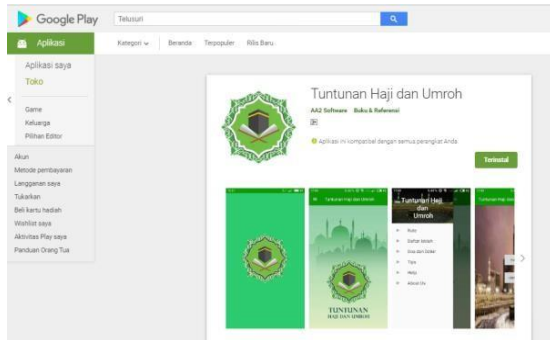 Google Play
Telusuri
Aplikasi
Kategori
Beranda
Terpopuler
Rilis Baru
Aplikasi saya
Toko
Game
Keluarga
Pilihan Editor
Akun
Metode pembayaran
Langganan saya
Tukarkan
Beli kartu hadiah
Wishlist saya
Aktivitas Play saya
Panduan Orang Tua
Tuntunan Haji dan Umroh
AA2 Software Buku & Referensi
Aplikasi ini kompatibel dengan semua perangkat Anda.
Terinstal
Tuntunan Haji dan Umroh
TUNTUNAN
HAJI DAN UMROH
Tuntunan Haji
dan
Umroh
Tips